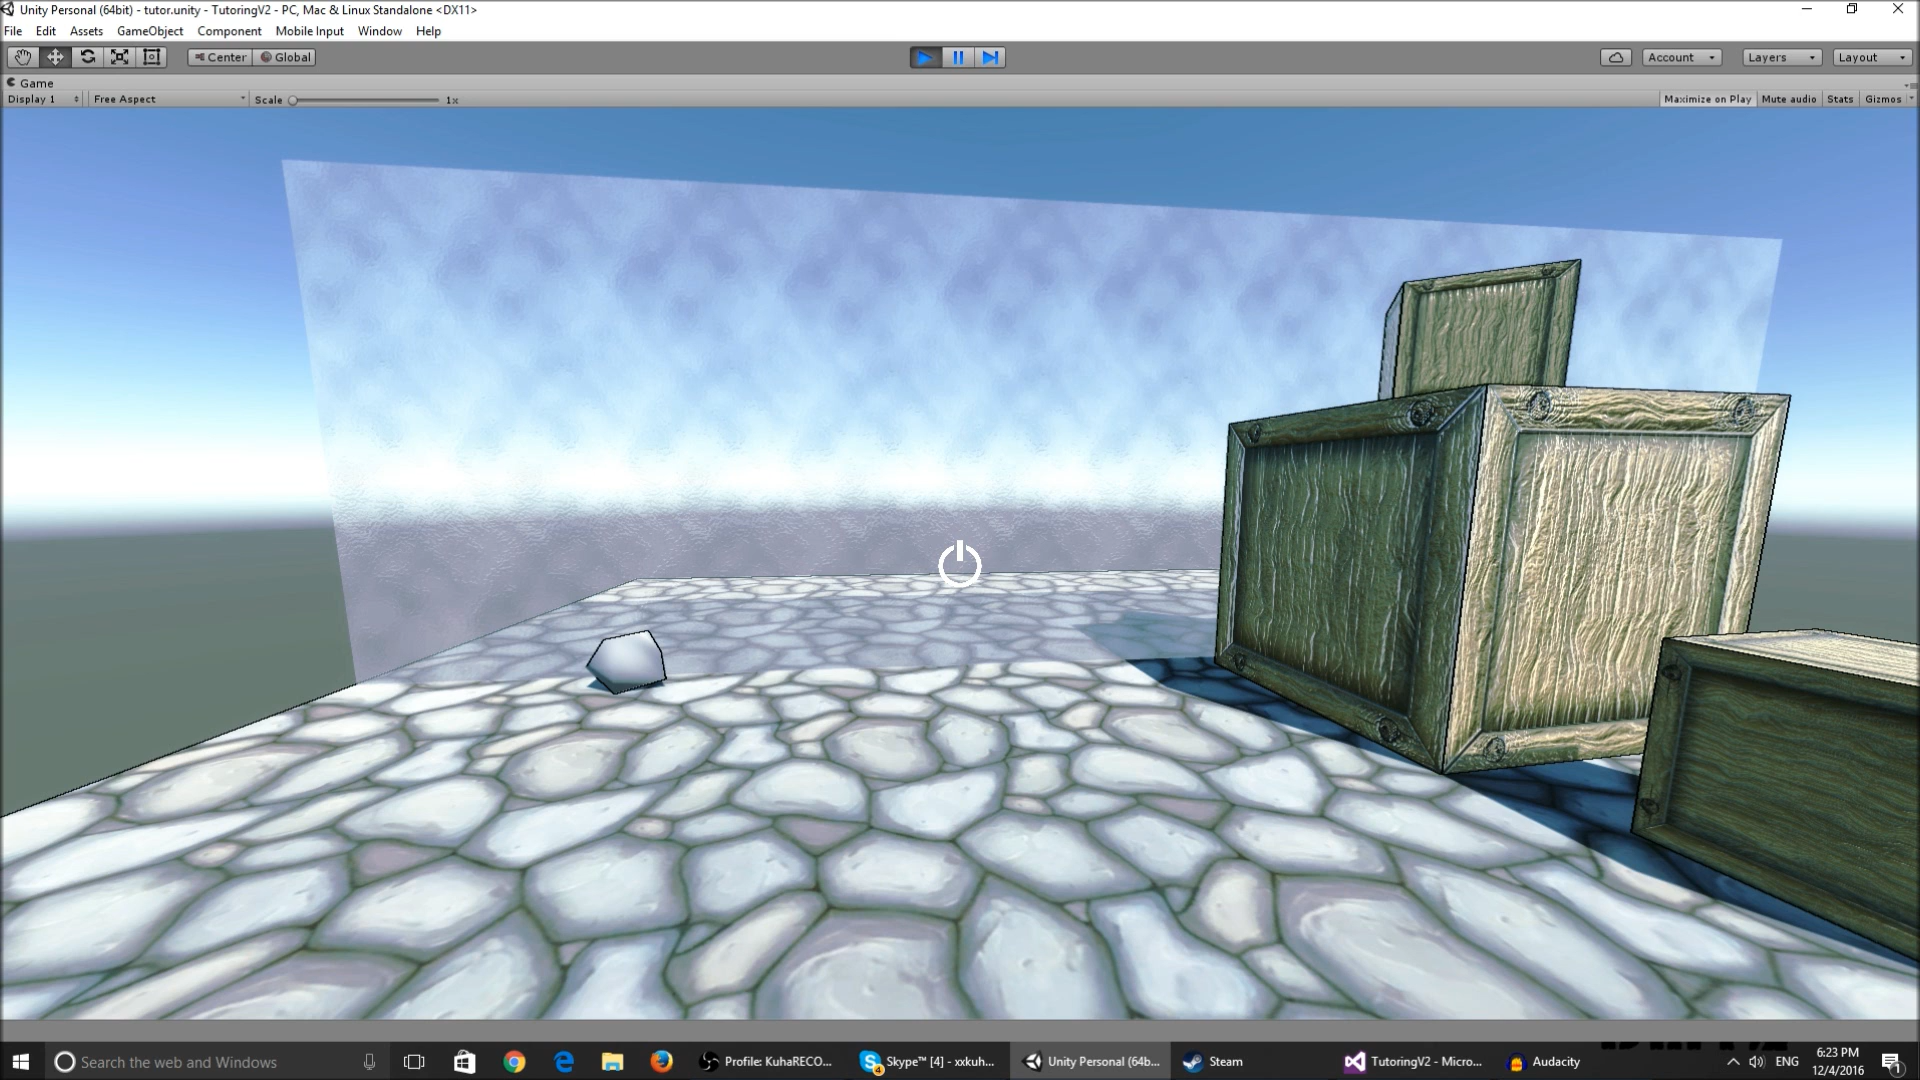 Unity Personal (64bit) - tutor.unity - TutoringV2 - PC, Mac & Linux Standalone <DX11>
File Edit Assets GameObject Component Mobile Input Window Help
Center Global Account Layers Layout
Game
Display 1 Free Aspect Scale 1x Maximize on Play Mute audio Stats Gizmos
Search the web and Windows Profile: KuhaRECO... Skype™ [4] - xxkuh... Unity Personal (64b... Steam TutoringV2 - Micro... Audacity ENG 6:23 PM
12/4/2016
4
1